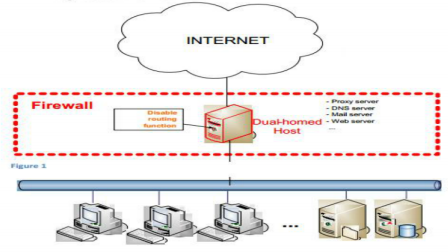 INTERNET
Firewall
Disable
routing
function
Dual-homed
Host
- Proxy server
- DNS server
- Mail server
- Web server
...
Figure 1
...